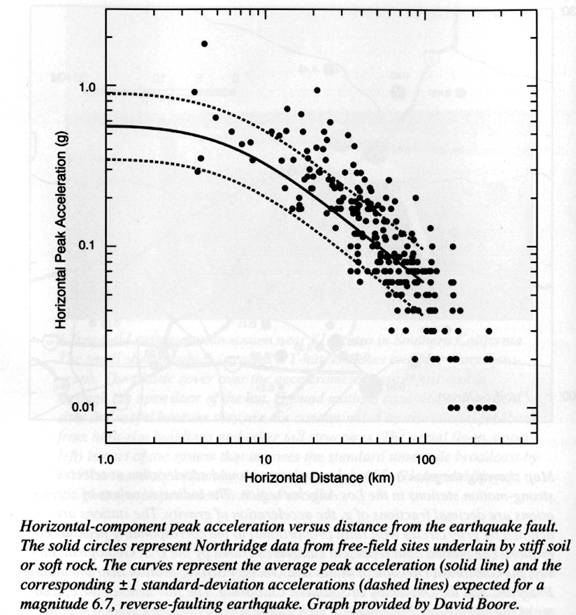 1.0
0.1
0.01
Horizontal Peak Acceleration (g)
1.0
10
100
Horizontal Distance (km)
Horizontal-component peak acceleration versus distance from the earthquake fault.
The solid circles represent Northridge data from free-field sites underlain by stiff soil
or soft rock. The curves represent the average peak acceleration (solid line) and the
corresponding ±1 standard-deviation accelerations (dashed lines) expected for a
magnitude 6.7, reverse-faulting earthquake. Graph provided by David Boore.